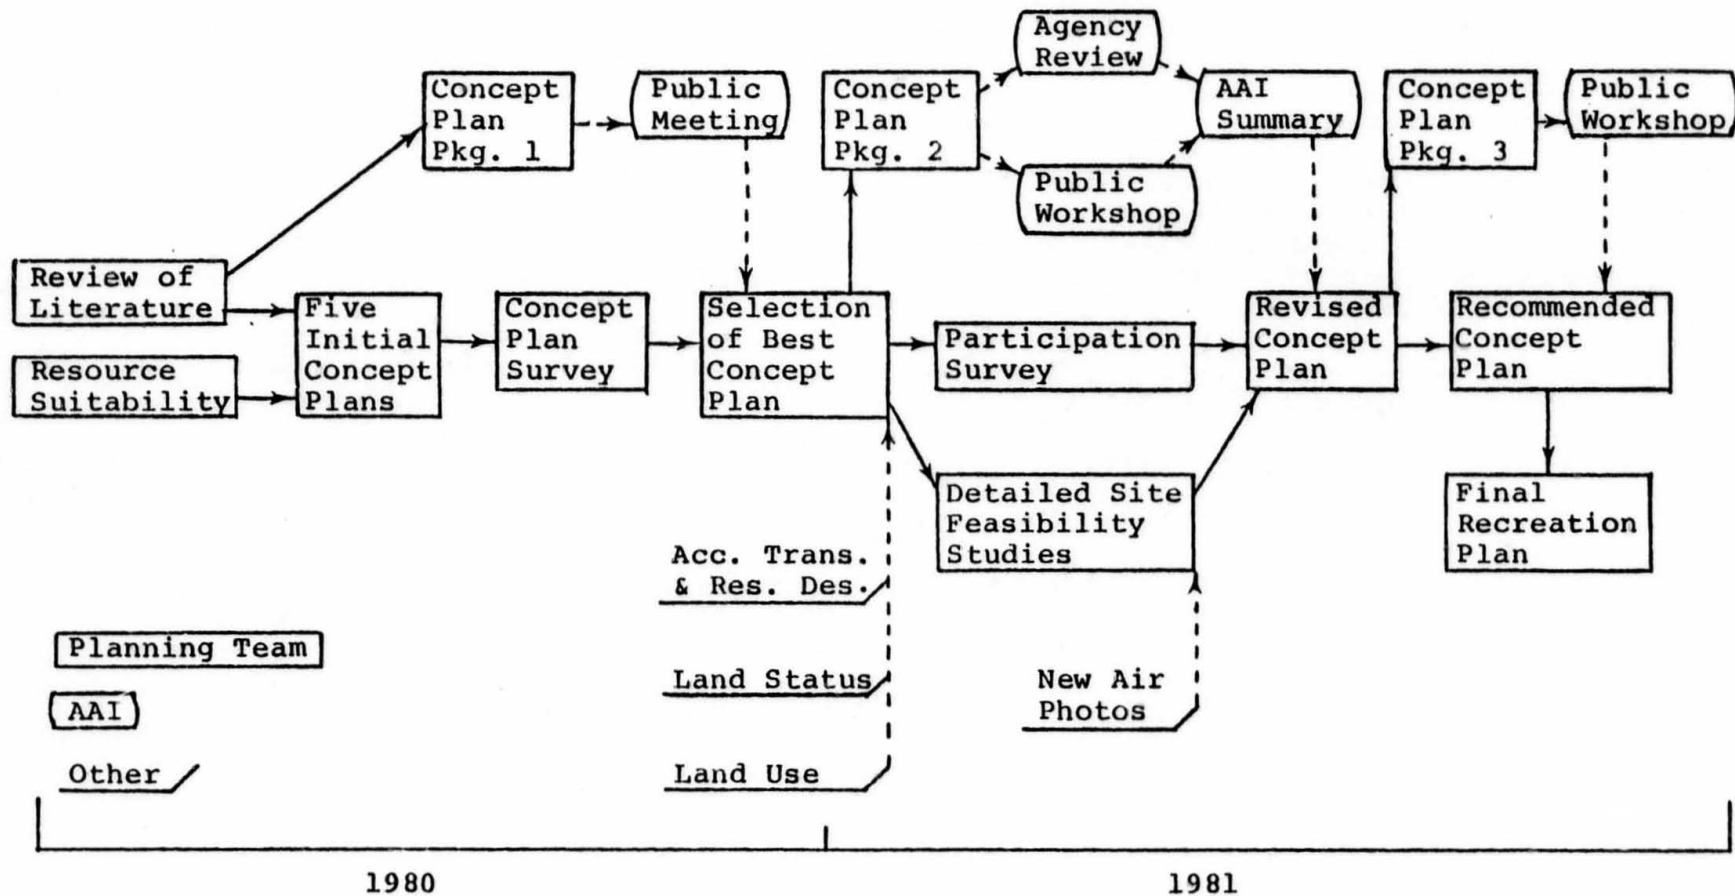 Agency
Review
Concept
Plan
Pkg. 1
Public
Meeting
Concept
Plan
Pkg. 2
AAI
Summary
Concept
Plan
Pkg. 3
Public
Workshop
Public
Workshop
Review of
Literature
Resource
Suitability
Five
Initial
Concept
Plans
Concept
Plan
Survey
Selection
of Best
Concept
Plan
Participation
Survey
Revised
Concept
Plan
Recommended
Concept
Plan
Detailed Site
Feasibility
Studies
Final
Recreation
Plan
Acc. Trans.
& Res. Des.
Land Status
Land Use
New Air
Photos
Planning Team
AAI
Other
1980
1981